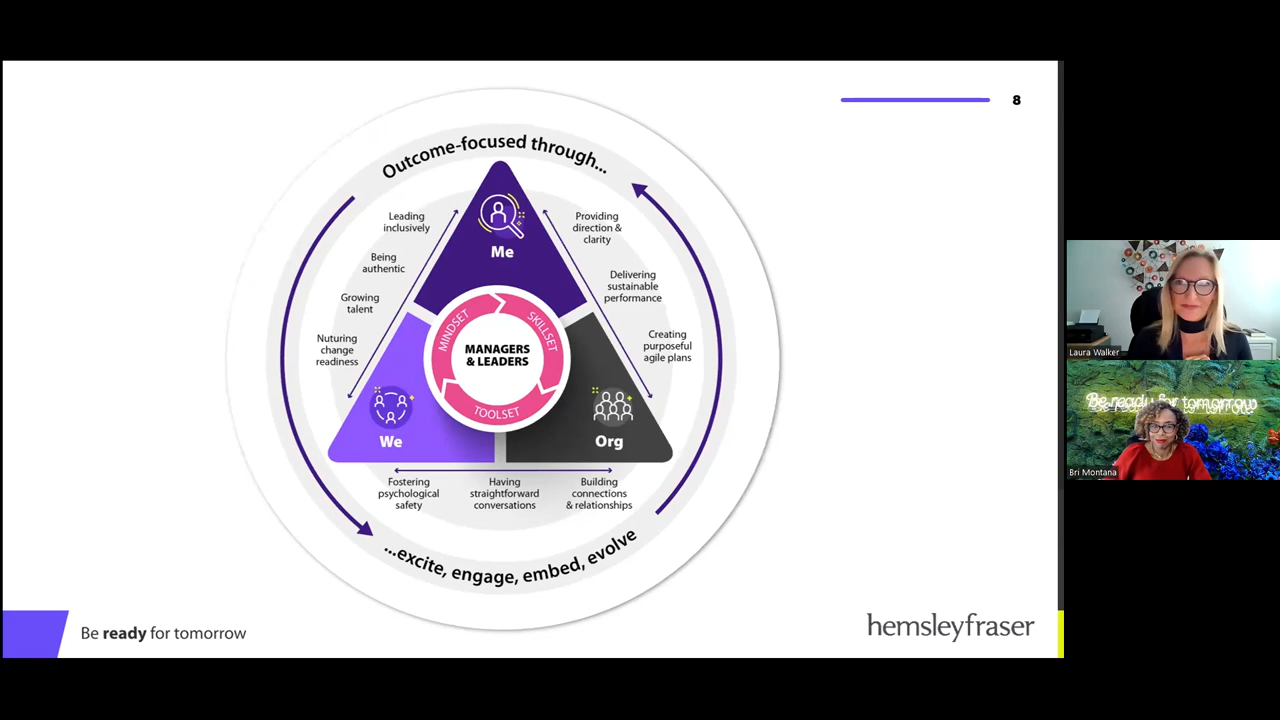 8
Outcome-focused through...
Leading
inclusively
Being
authentic
Growing
talent
Nuturing
change
readiness
Me
Providing
direction &
clarity
Delivering
sustainable
performance
Creating
purposeful
agile plans
MINDSET
SKILLSET
TOOLSET
MANAGERS
& LEADERS
We
Org
Fostering
psychological
safety
Having
straightforward
conversations
Building
connections
& relationships
...excite, engage, embed, evolve
Be ready for tomorrow
hemsleyfraser
Laura Walker
Be ready for tomorrow
Bri Montana